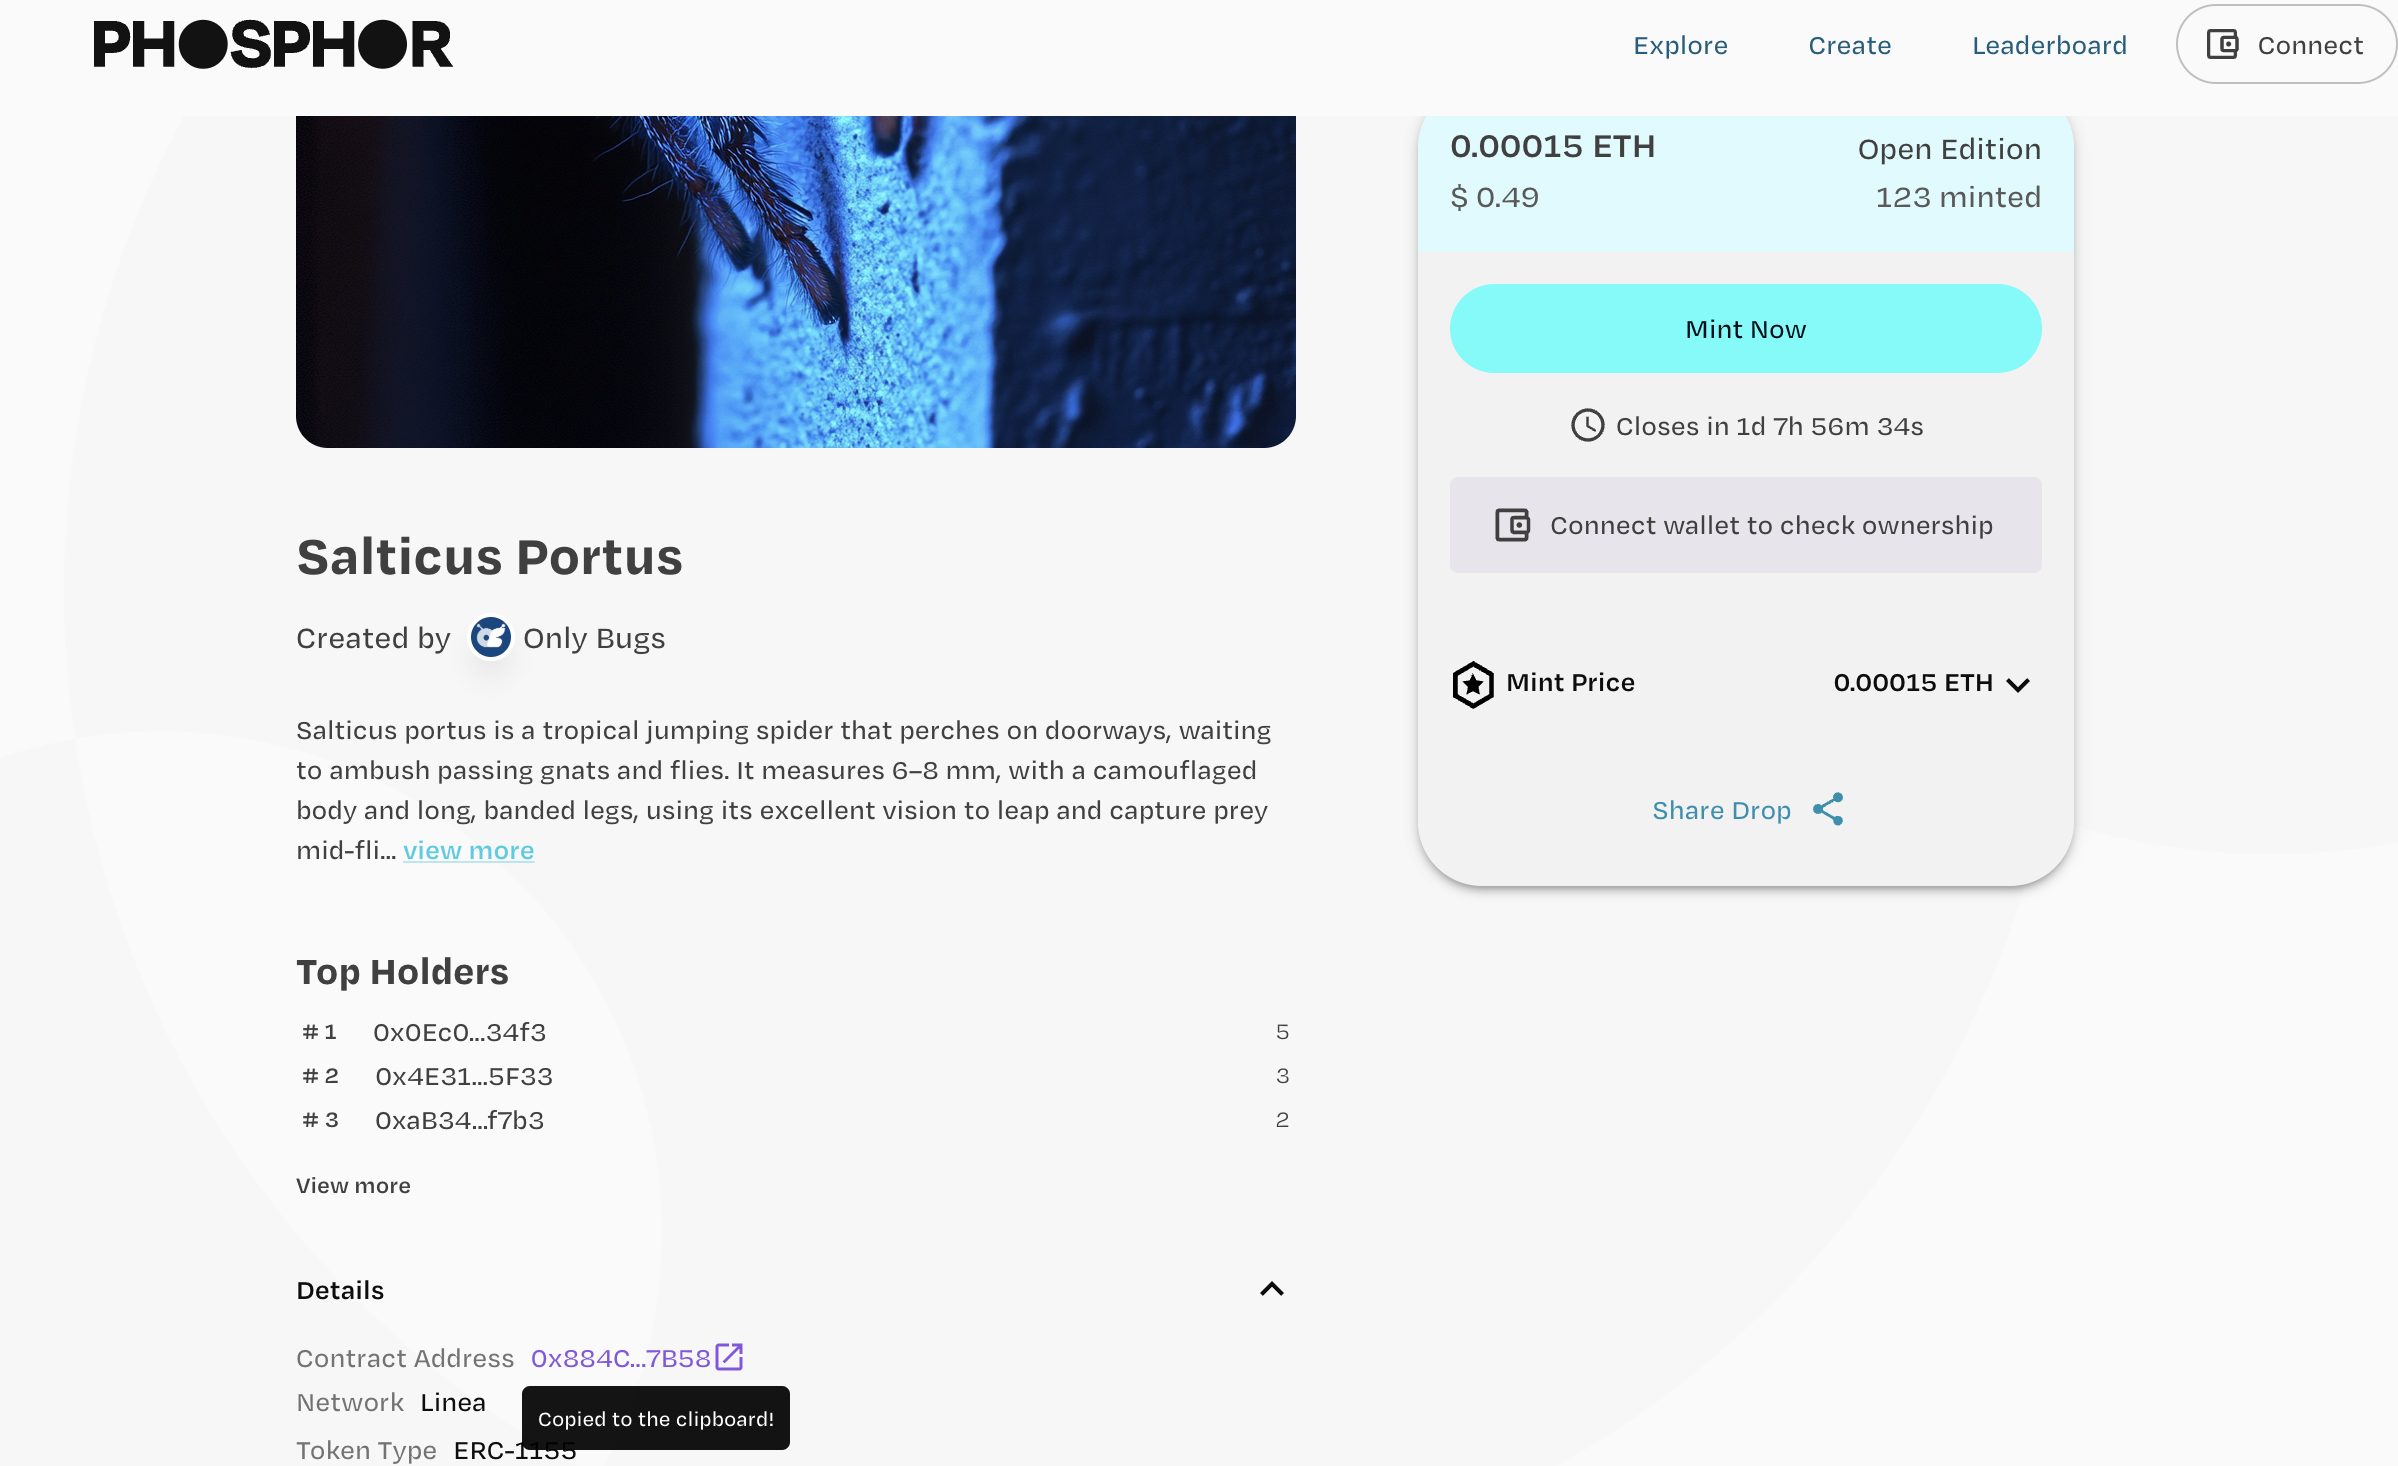 PHOSPHOR
Explore
Create
Leaderboard
Connect
0.00015 ETH
Open Edition
$ 0.49
123 minted
Mint Now
Closes in 1d 7h 56m 34s
Connect wallet to check ownership
Mint Price
0.00015 ETH
Share Drop
Salticus Portus
Created by Only Bugs
Salticus portus is a tropical jumping spider that perches on doorways, waiting
to ambush passing gnats and flies. It measures 6–8 mm, with a camouflaged
body and long, banded legs, using its excellent vision to leap and capture prey
mid-fli... view more
Top Holders
# 1 0x0Ec0...34f3 5
# 2 0x4E31...5F33 3
# 3 0xaB34...f7b3 2
View more
Details
Contract Address 0x884C...7B58
Network Linea
Copied to the clipboard!
Token Type ERC-1155